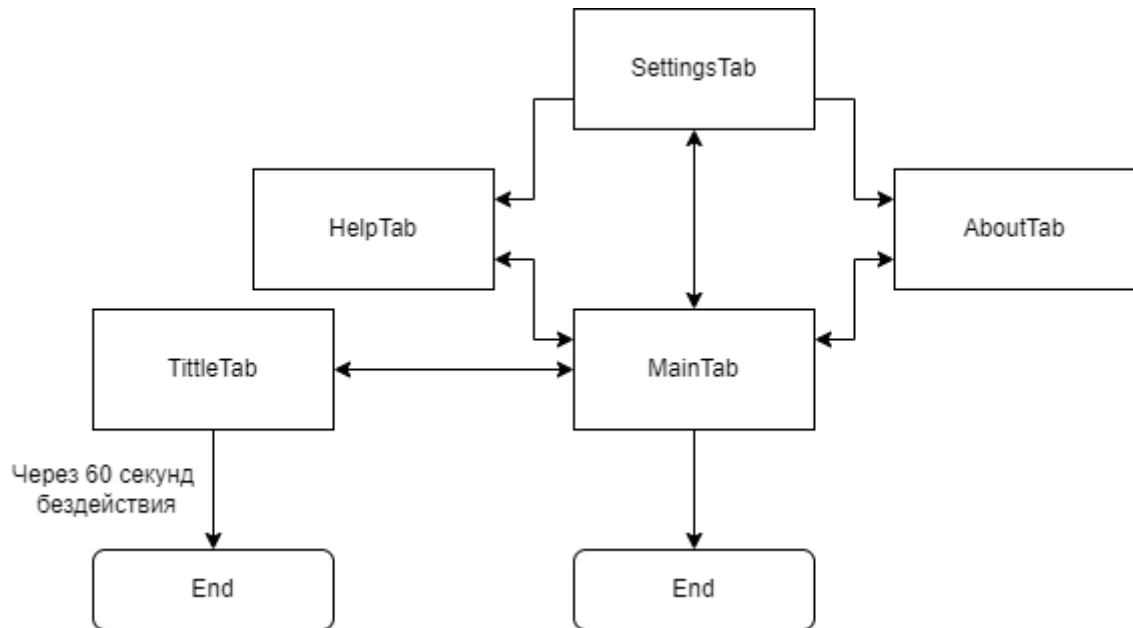 SettingsTab
HelpTab
AboutTab
TittleTab
MainTab
Через 60 секунд
бездействия
End
End